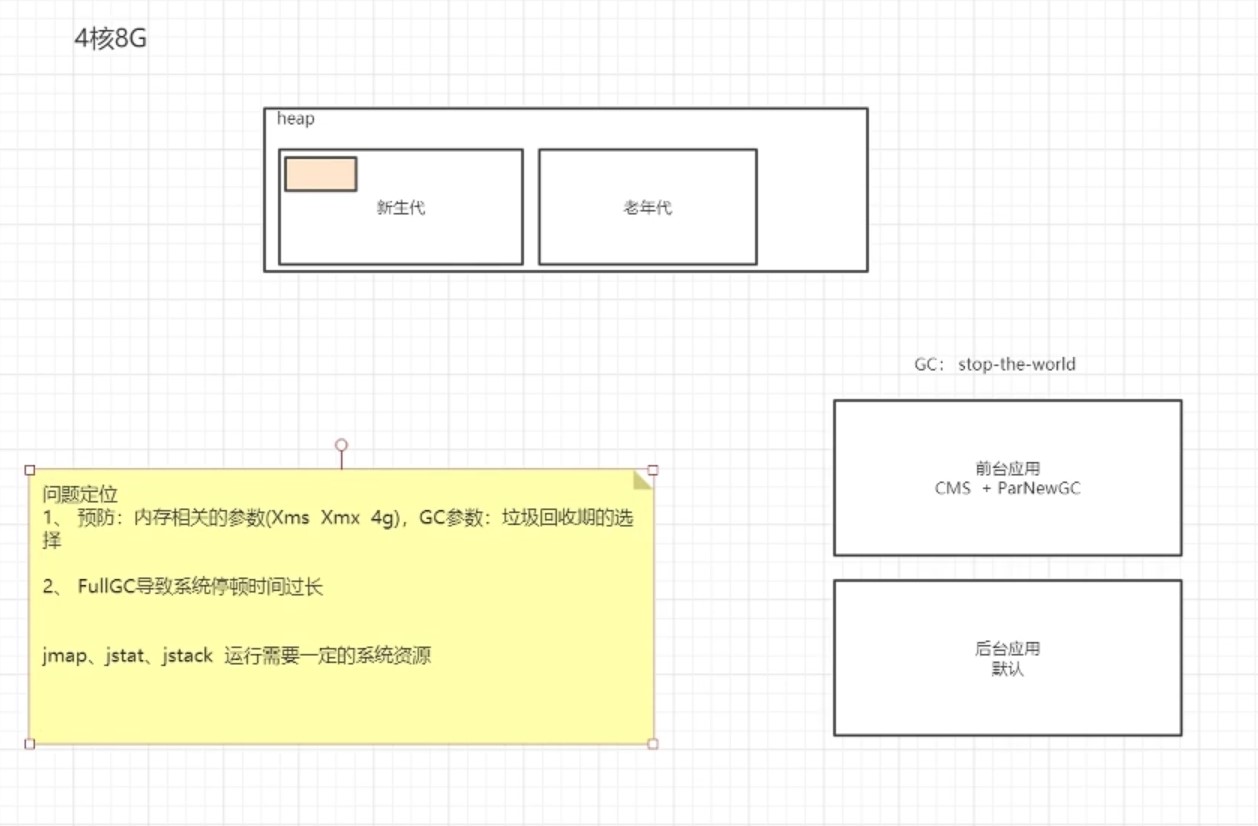 4核8G
heap
新生代
老年代
GC： stop-the-world
前台应用
CMS + ParNewGC
问题定位
1、 预防：内存相关的参数(Xms Xmx 4g)，GC参数：垃圾回收期的选
择
2、 FullGC导致系统停顿时间过长
jmap、jstat、jstack 运行需要一定的系统资源
后台应用
默认